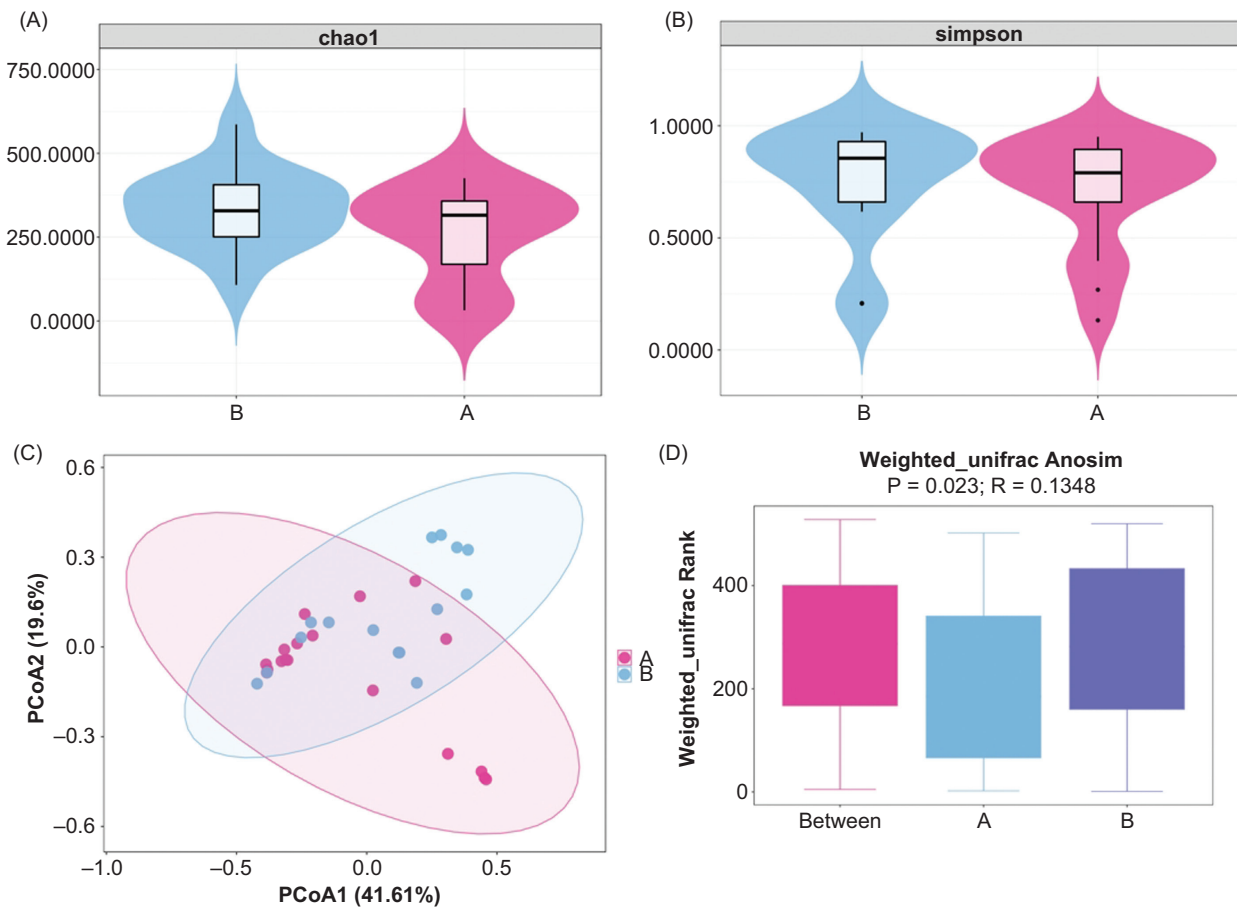 (A)
chao1
750.0000
500.0000
250.0000
0.0000
B A
(B)
simpson
1.0000
0.5000
0.0000
B A
(C)
0.6
0.3
0.0
–0.3
–0.6
PCoA2 (19.6%)
–1.0 –0.5 0.0 0.5
PCoA1 (41.61%)
A
B
(D)
Weighted_unifrac Anosim
P = 0.023; R = 0.1348
400
200
0
Weighted_unifrac Rank
Between A B